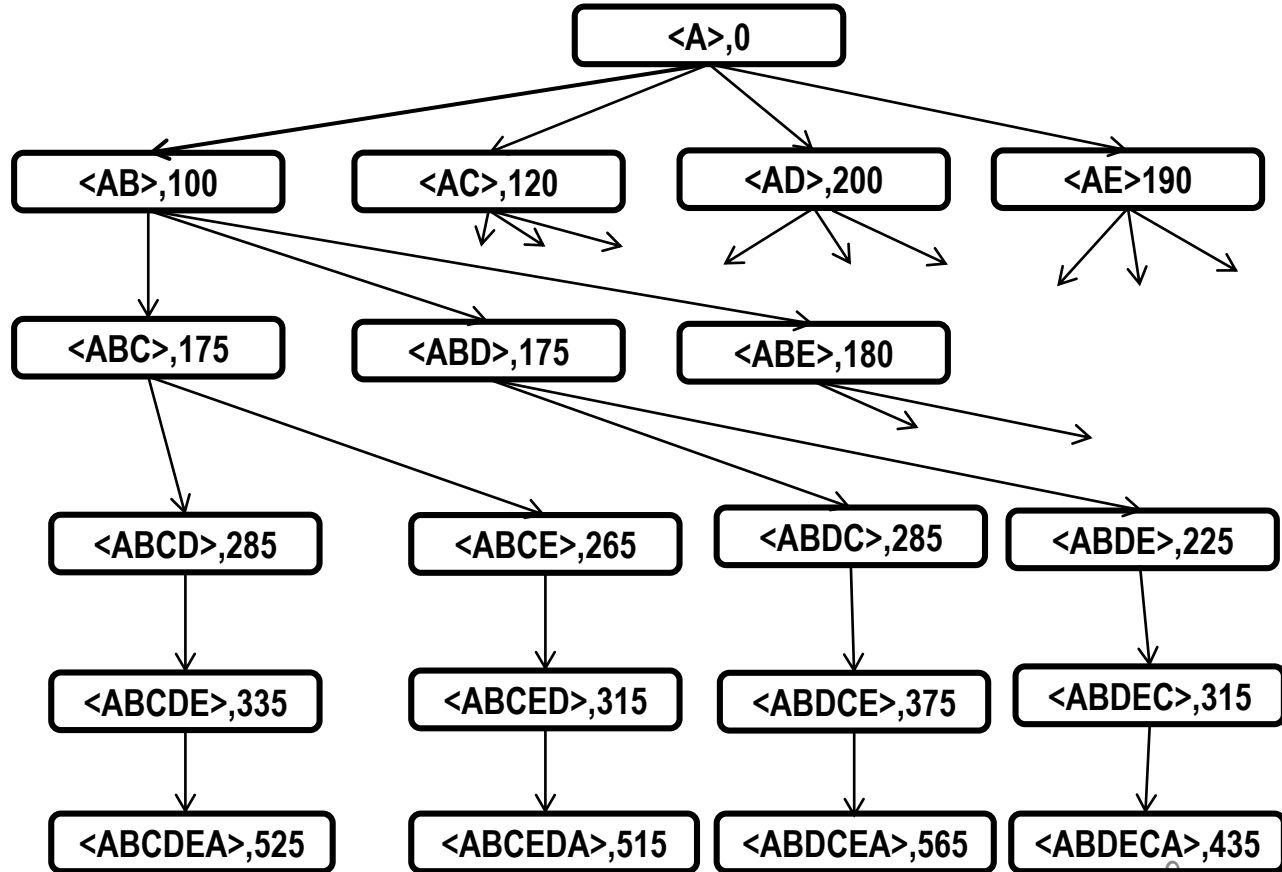 <A>,0
<AB>,100
<AC>,120
<AD>,200
<AE>190
<ABC>,175
<ABD>,175
<ABE>,180
<ABCD>,285
<ABCE>,265
<ABDC>,285
<ABDE>,225
<ABCDE>,335
<ABCED>,315
<ABDCE>,375
<ABDEC>,315
<ABCDEA>,525
<ABCEDA>,515
<ABDCEA>,565
<ABDECA>,435